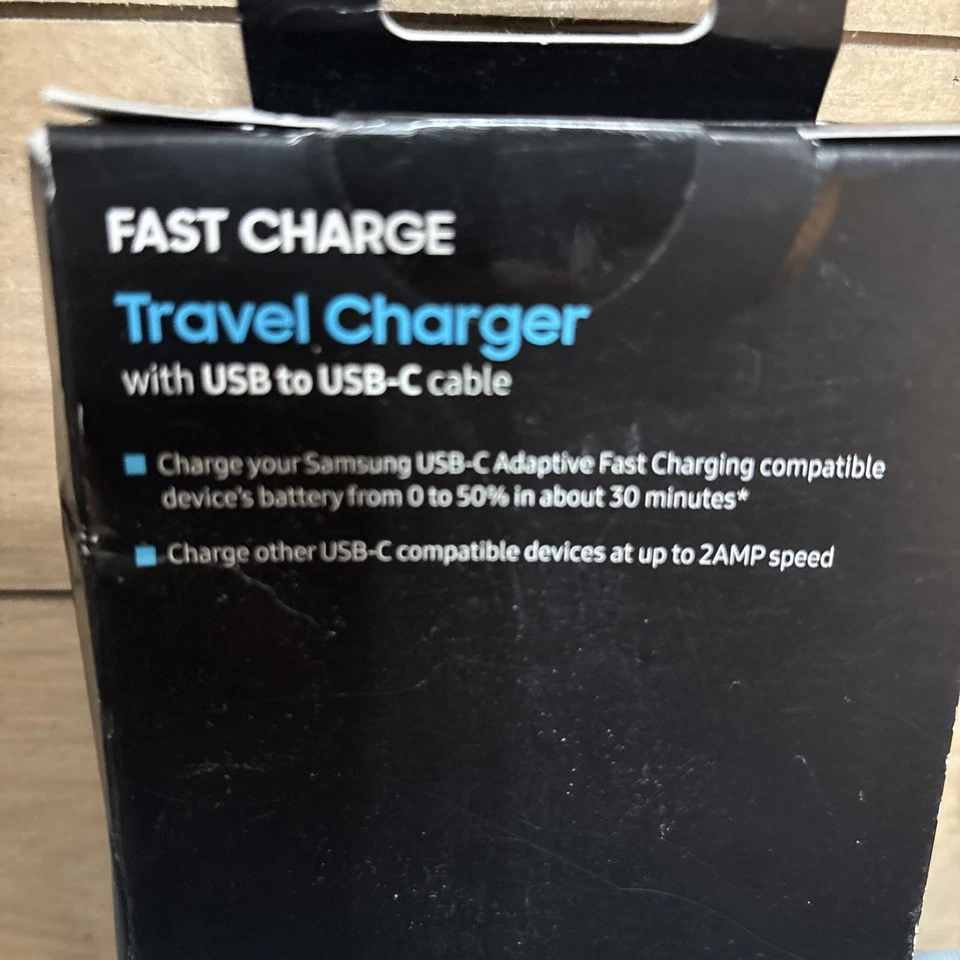 FAST CHARGE
Travel Charger
with USB to USB-C cable
Charge your Samsung USB-C Adaptive Fast Charging compatible
device's battery from 0 to 50% in about 30 minutes*
Charge other USB-C compatible devices at up to 2AMP speed